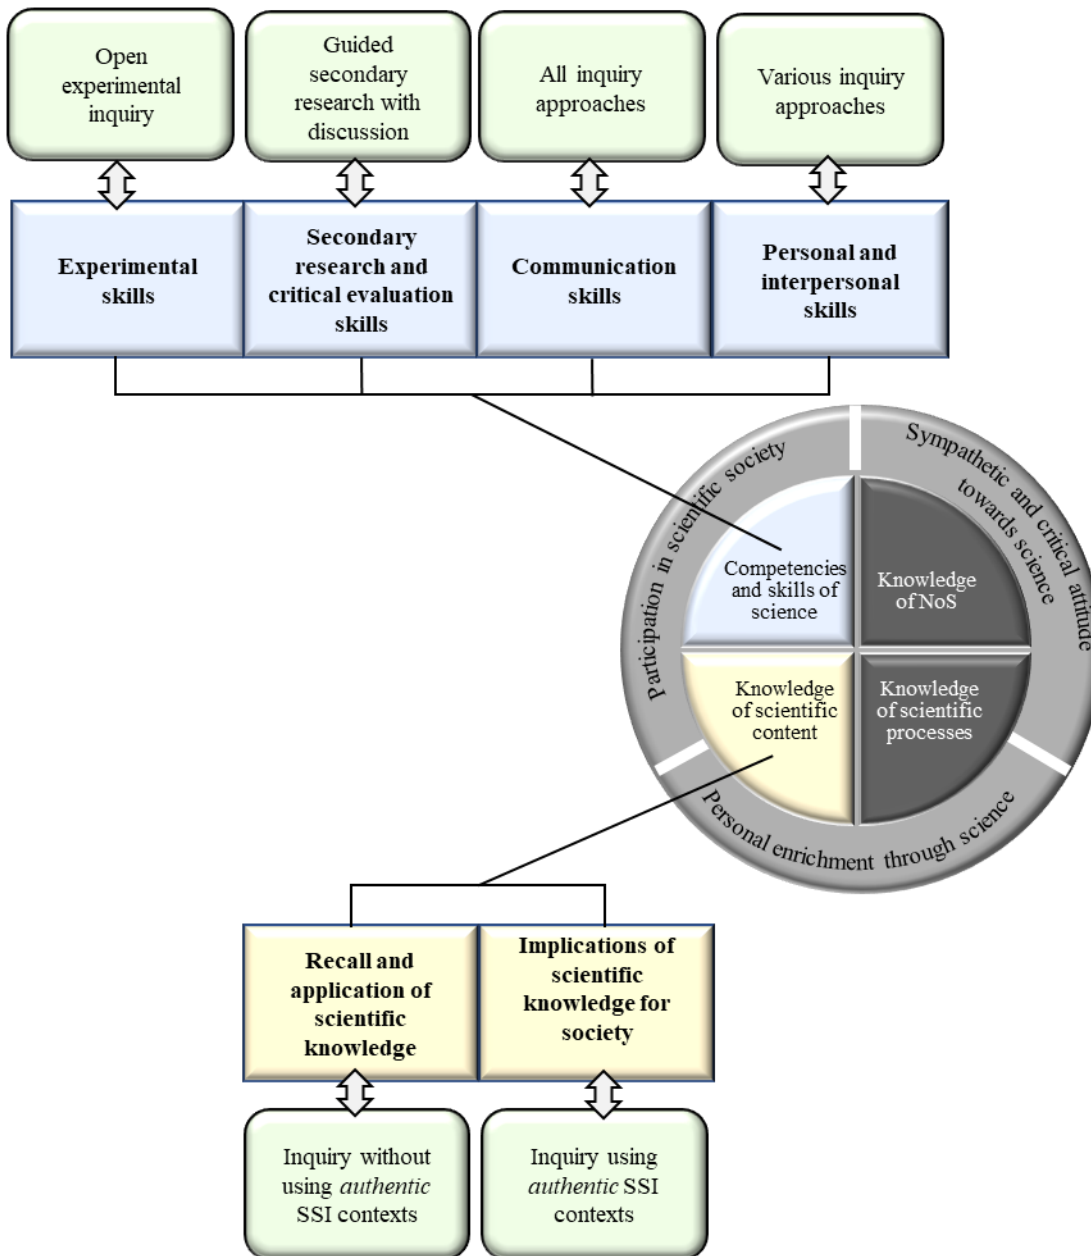 Open
experimental
inquiry
Guided
secondary
research with
discussion
All inquiry
approaches
Various inquiry
approaches
Experimental
skills
Secondary
research and
critical evaluation
skills
Communication
skills
Personal and
interpersonal
skills
Participation in scientific society
Sympathetic and critical attitude
towards science
Competencies
and skills of
science
Knowledge
of NoS
Knowledge
of scientific
content
Knowledge
of scientific
processes
Personal enrichment through science
Recall and
application of
scientific
knowledge
Implications of
scientific
knowledge for
society
Inquiry without
using authentic
SSI contexts
Inquiry using
authentic SSI
contexts